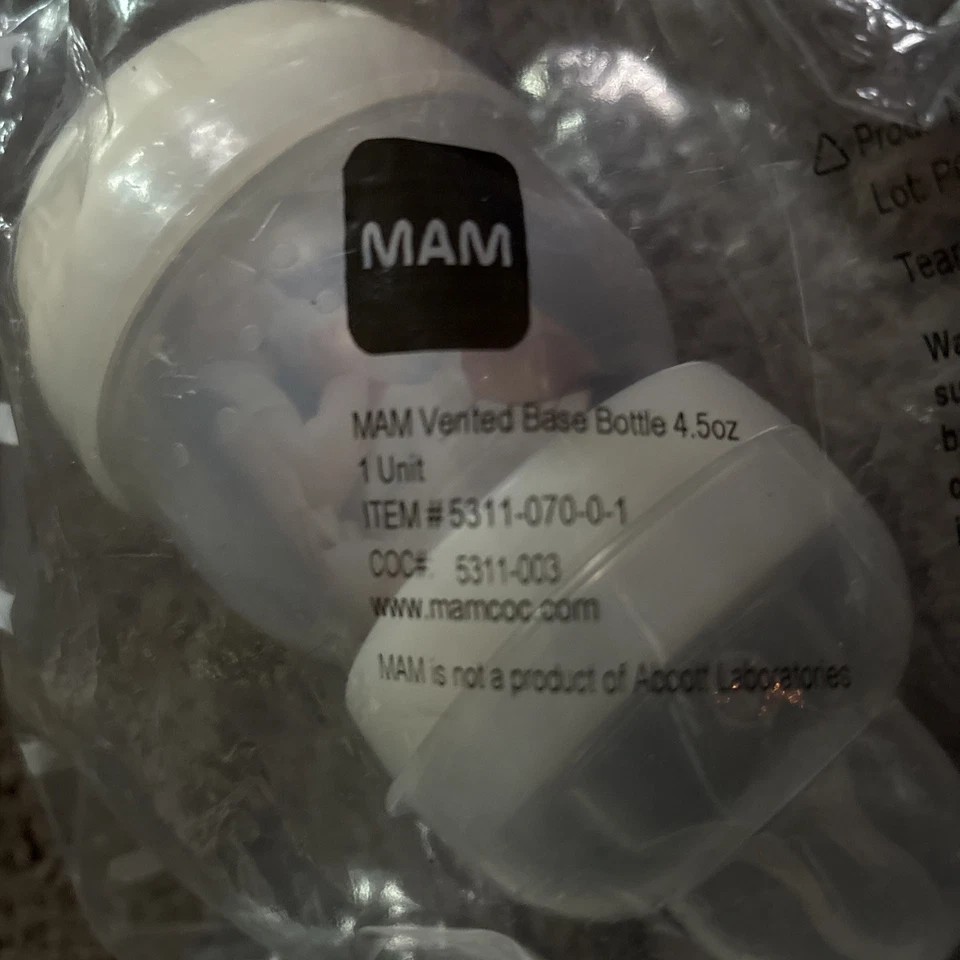 MAM
MAM Vented Base Bottle 4.5oz
1 Unit
ITEM # 5311-070-0-1
COC#: 5311-003
www.mamcoc.com
MAM is not a product of Abbott Laboratories
Lot: